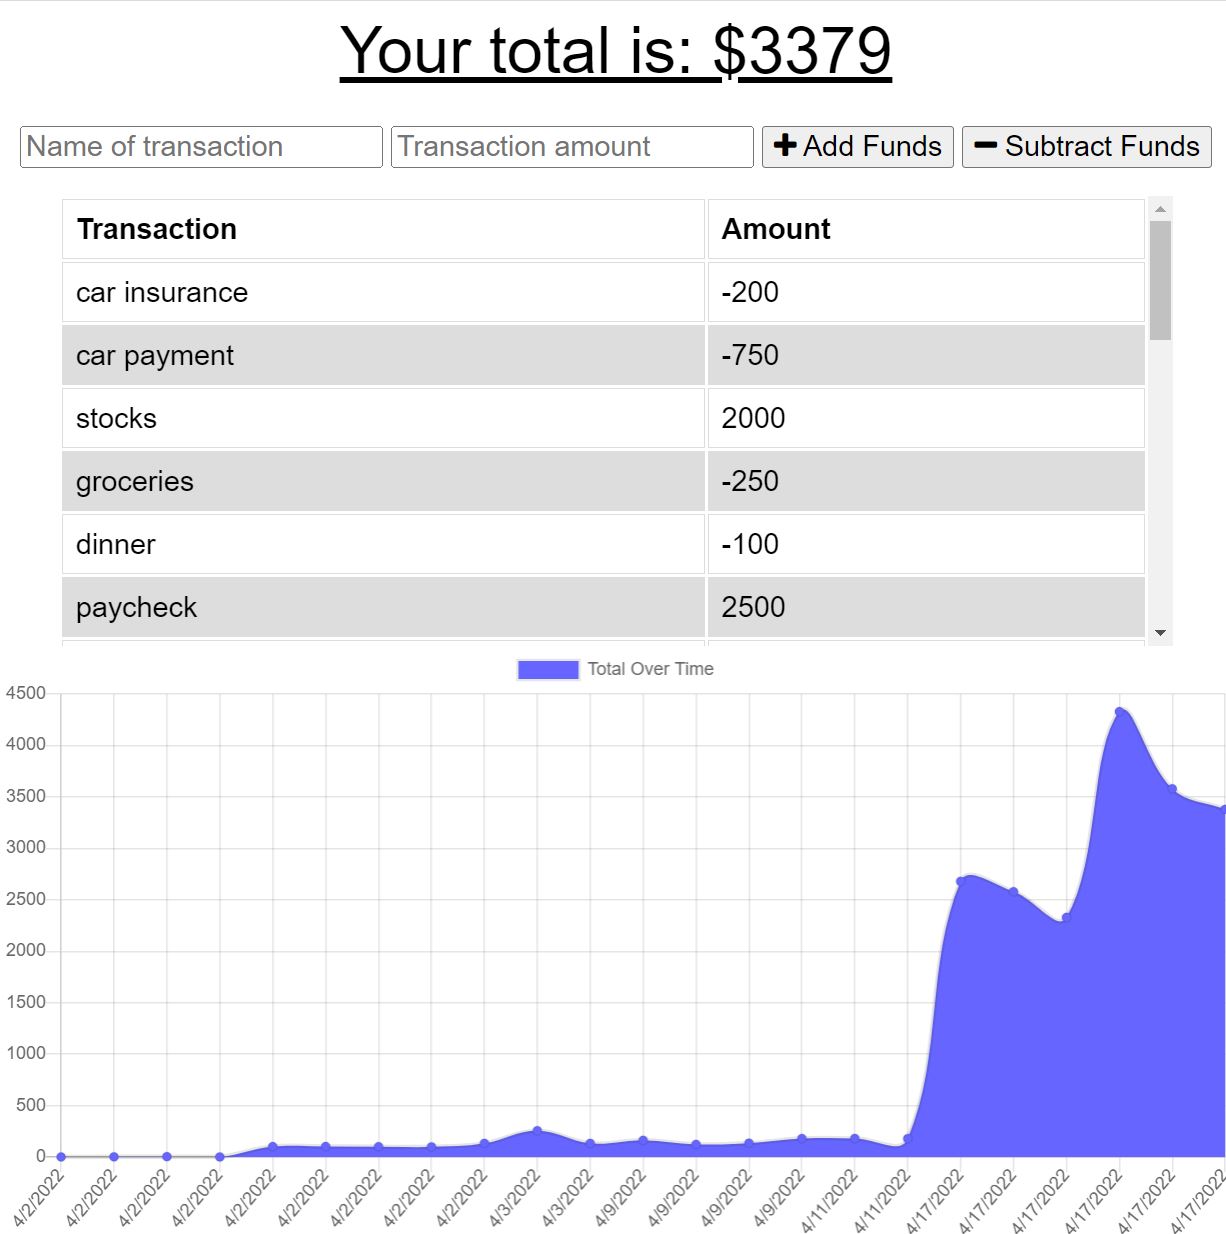 Your total is: $3379
Name of transaction Transaction amount Add Funds Subtract Funds
Transaction Amount
car insurance -200
car payment -750
stocks 2000
groceries -250
dinner -100
paycheck 2500
Total Over Time
4500
4000
3500
3000
2500
2000
1500
1000
500
0
4/2/2022 4/2/2022 4/2/2022 4/2/2022 4/2/2022 4/2/2022 4/2/2022 4/2/2022 4/3/2022 4/3/2022 4/3/2022 4/9/2022 4/9/2022 4/9/2022 4/9/2022 4/11/2022 4/11/2022 4/17/2022 4/17/2022 4/17/2022 4/17/2022 4/17/2022 4/17/2022